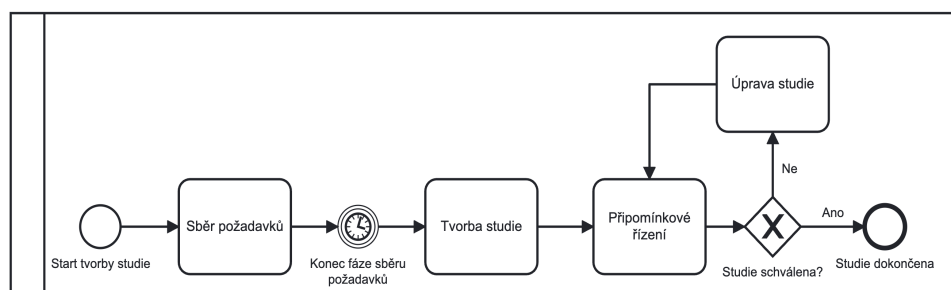 Úprava studie
Ne
Sběr požadavků
Tvorba studie
Připomínkové
řízení
Ano
Start tvorby studie
Konec fáze sběru
požadavků
Studie schválena?
Studie dokončena